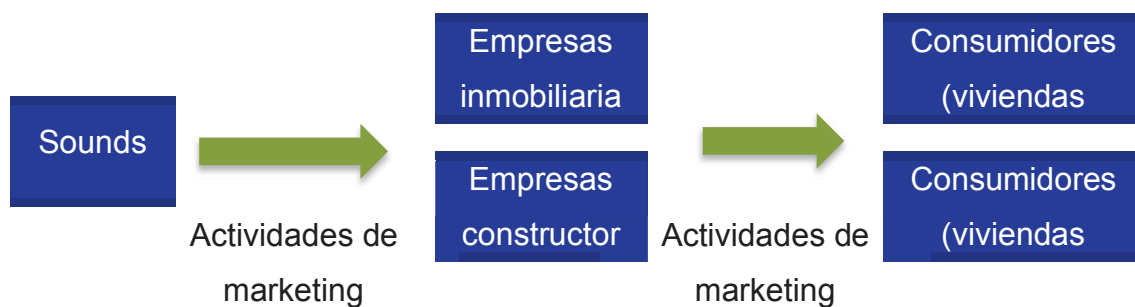 Sounds
Actividades de
marketing
Empresas
inmobiliaria
Empresas
constructor
Actividades de
marketing
Consumidores
(viviendas
Consumidores
(viviendas